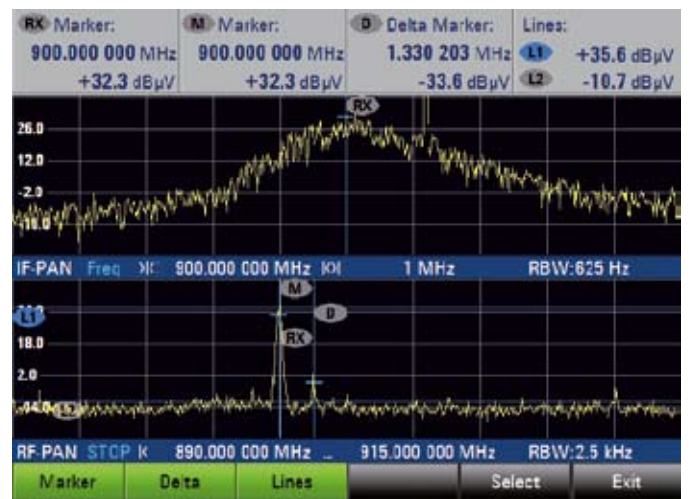 RX Marker: M Marker: D Delta Marker: Lines:
900.000 000 MHz 900.000 000 MHz 1.330 203 MHz L1 +35.6 dBµV
+32.3 dBµV +32.3 dBµV -33.6 dBµV L2 -10.7 dBµV
RX
26.0
12.0
-2.0
IF-PAN Freq 900.000 000 MHz 1 MHz RBW:625 Hz
M
L1 D
18.0 RX
2.0
-14.0
RF-PAN STOP 890.000 000 MHz … 915.000 000 MHz RBW:2.5 kHz
Marker Delta Lines Select Exit